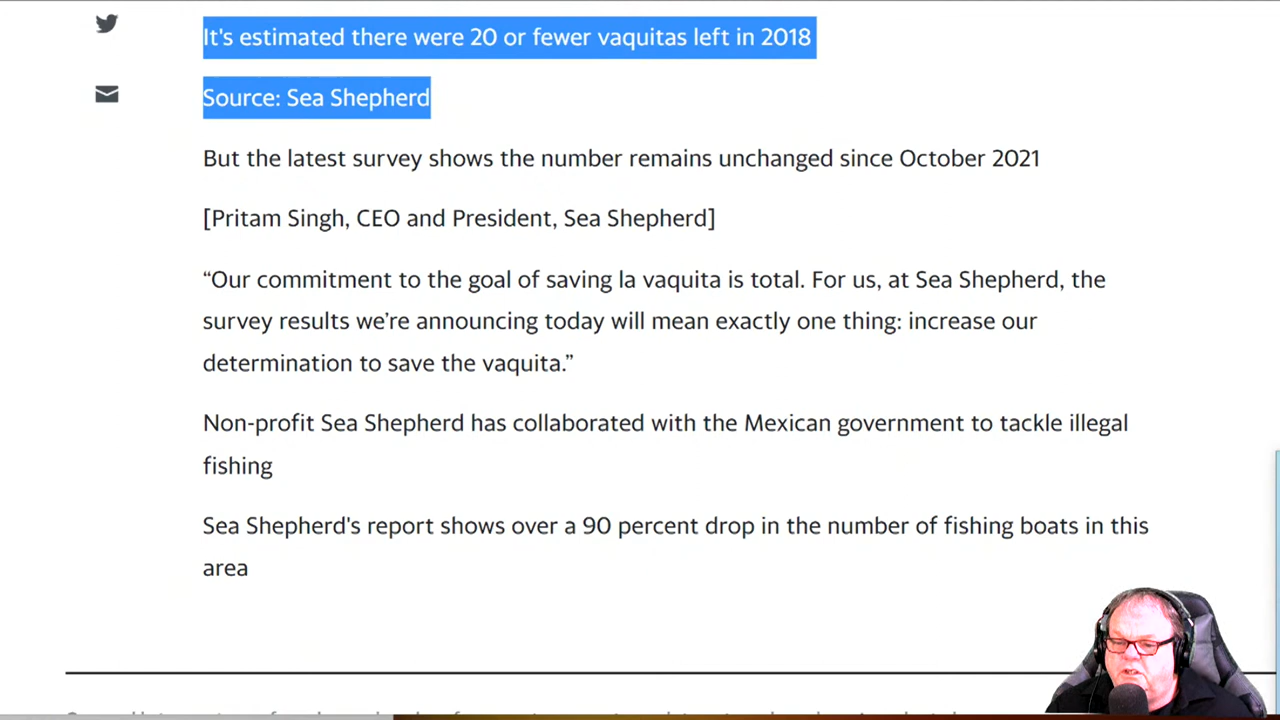 It's estimated there were 20 or fewer vaquitas left in 2018
Source: Sea Shepherd
But the latest survey shows the number remains unchanged since October 2021
[Pritam Singh, CEO and President, Sea Shepherd]
“Our commitment to the goal of saving la vaquita is total. For us, at Sea Shepherd, the
survey results we’re announcing today will mean exactly one thing: increase our
determination to save the vaquita.”
Non-profit Sea Shepherd has collaborated with the Mexican government to tackle illegal
fishing
Sea Shepherd's report shows over a 90 percent drop in the number of fishing boats in this
area